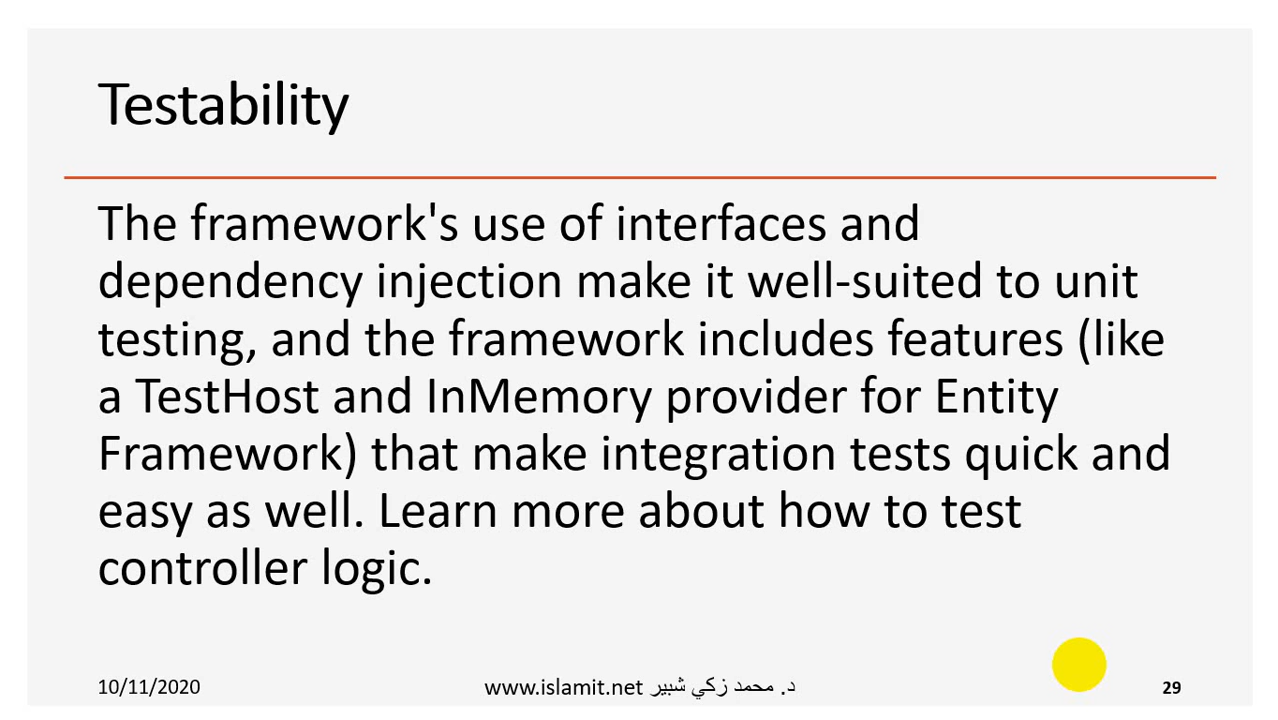 Testability
The framework's use of interfaces and
dependency injection make it well-suited to unit
testing, and the framework includes features (like
a TestHost and InMemory provider for Entity
Framework) that make integration tests quick and
easy as well. Learn more about how to test
controller logic.
10/11/2020
www.islamit.net د. محمد زكي شبير
29